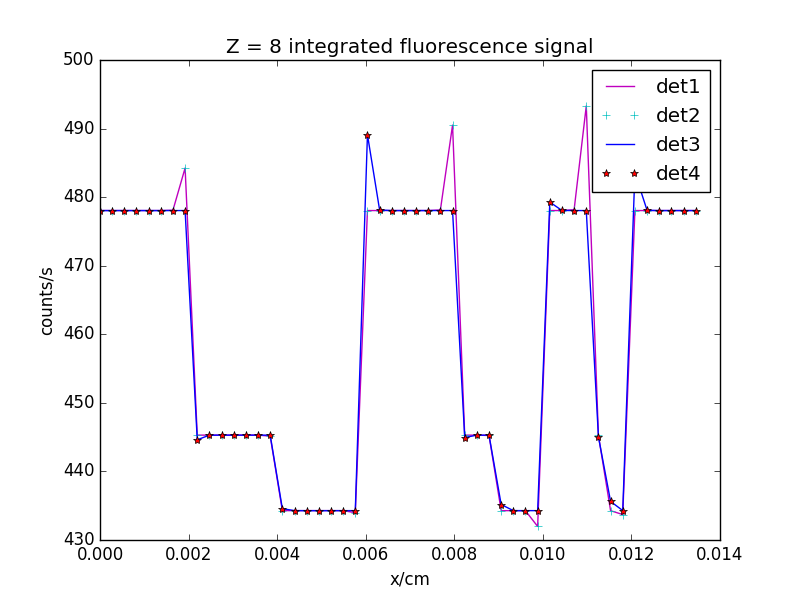 Z = 8 integrated fluorescence signal
500
490
480
470
460
450
440
430
counts/s
det1
det2
det3
det4
0.000 0.002 0.004 0.006 0.008 0.010 0.012 0.014
x/cm